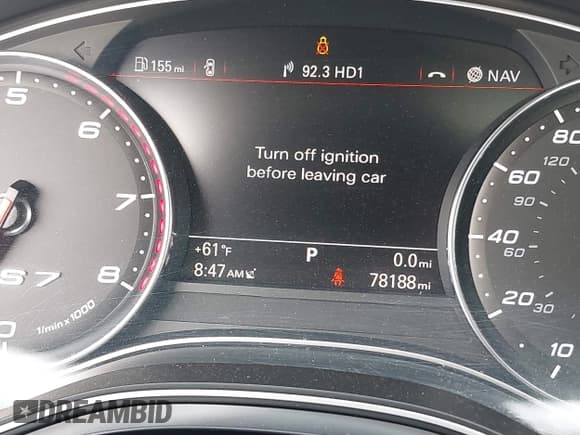 155 mi
92.3 HD1
NAV
Turn off ignition
before leaving car
+61°F
P
0.0 mi
8:47 AM
78188 mi
5
6
7
8
S7
1/min x 1000
80
120
60
90
40
60
20
30
10
DREAMBID